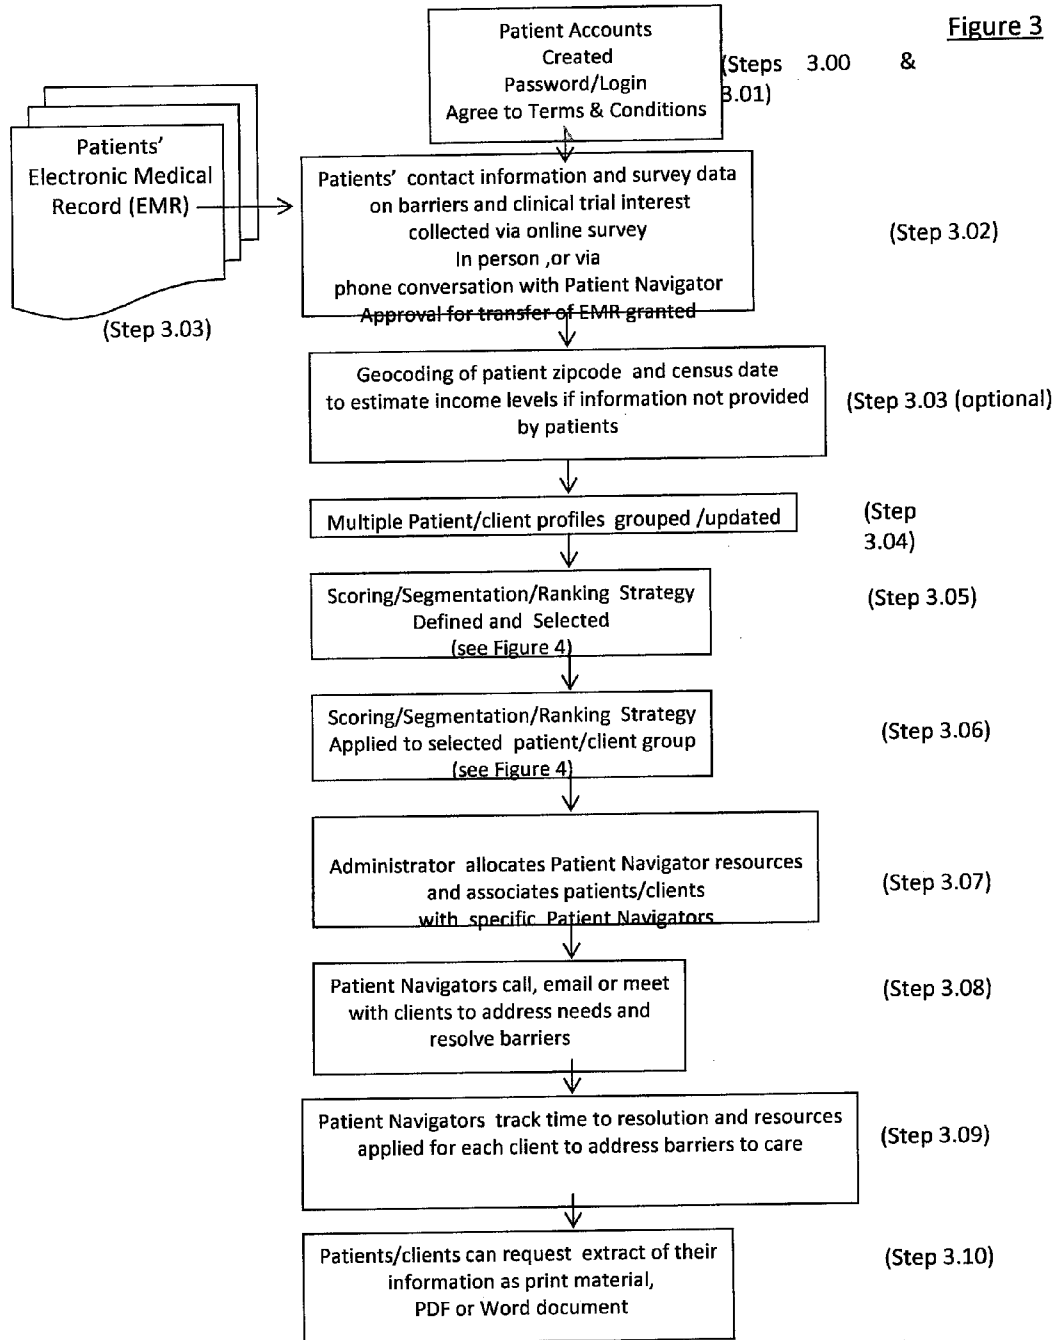 Figure 3
Patient Accounts
Created
Password/Login
Agree to Terms & Conditions
(Steps 3.00 &
3.01)
Patients'
Electronic Medical
Record (EMR)
(Step 3.03)
Patients' contact information and survey data
on barriers and clinical trial interest
collected via online survey
In person ,or via
phone conversation with Patient Navigator
Approval for transfer of EMR granted
(Step 3.02)
Geocoding of patient zipcode and census date
to estimate income levels if information not provided
by patients
(Step 3.03 (optional)
Multiple Patient/client profiles grouped /updated
(Step
3.04)
Scoring/Segmentation/Ranking Strategy
Defined and Selected
(see Figure 4)
(Step 3.05)
Scoring/Segmentation/Ranking Strategy
Applied to selected patient/client group
(see Figure 4)
(Step 3.06)
Administrator allocates Patient Navigator resources
and associates patients/clients
with specific Patient Navigators
(Step 3.07)
Patient Navigators call, email or meet
with clients to address needs and
resolve barriers
(Step 3.08)
Patient Navigators track time to resolution and resources
applied for each client to address barriers to care
(Step 3.09)
Patients/clients can request extract of their
information as print material,
PDF or Word document
(Step 3.10)